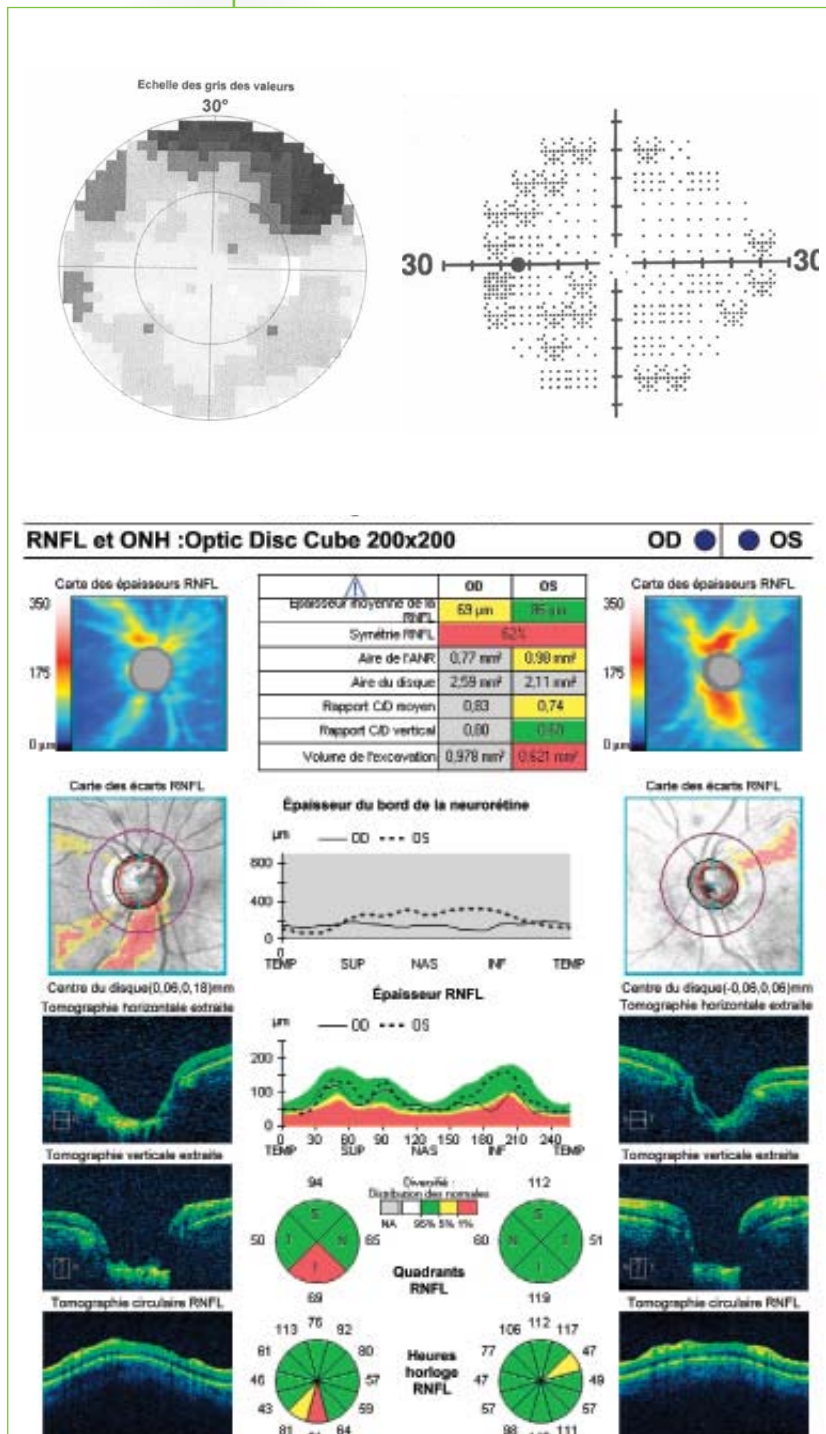 Echelle des gris des valeurs
30°
30 30
RNFL et ONH :Optic Disc Cube 200x200 OD OS
Carte des épaisseurs RNFL
350
175
0 µm
OD OS
Epaisseur moyenne de la RNFL 69 µm 86 µm
Symétrie RNFL 62%
Aire de l'ANR 0,77 mm² 0,98 mm²
Aire du disque 2,59 mm² 2,11 mm²
Rapport C/D moyen 0,83 0,74
Rapport C/D vertical 0,80
Volume de l'excavation 0,978 mm² 0,621 mm²
Carte des épaisseurs RNFL
350
175
0 µm
Carte des écarts RNFL
Centre du disque(0,06,0,18)mm
Épaisseur du bord de la neurorétine
µm OD OS
800
400
0
0
TEMP SUP NAS INF TEMP
Carte des écarts RNFL
Centre du disque(-0,06,0,06)mm
Tomographie horizontale extraite
Épaisseur RNFL
µm OD OS
200
100
0
0 30 60 90 120 150 180 210 240
TEMP SUP NAS INF TEMP
Tomographie horizontale extraite
Tomographie verticale extraite
94
S
50 T N 65
I
69
Diversifié :
Distribution des normales
NA 95% 5% 1%
Quadrants
RNFL
112
S
60 N T 51
I
119
Tomographie verticale extraite
Tomographie circulaire RNFL
76
113 92
61 80
46 57
43 59
81 64
Heures
horloge
RNFL
112
106 117
77 47
47 49
57 57
98 111
Tomographie circulaire RNFL